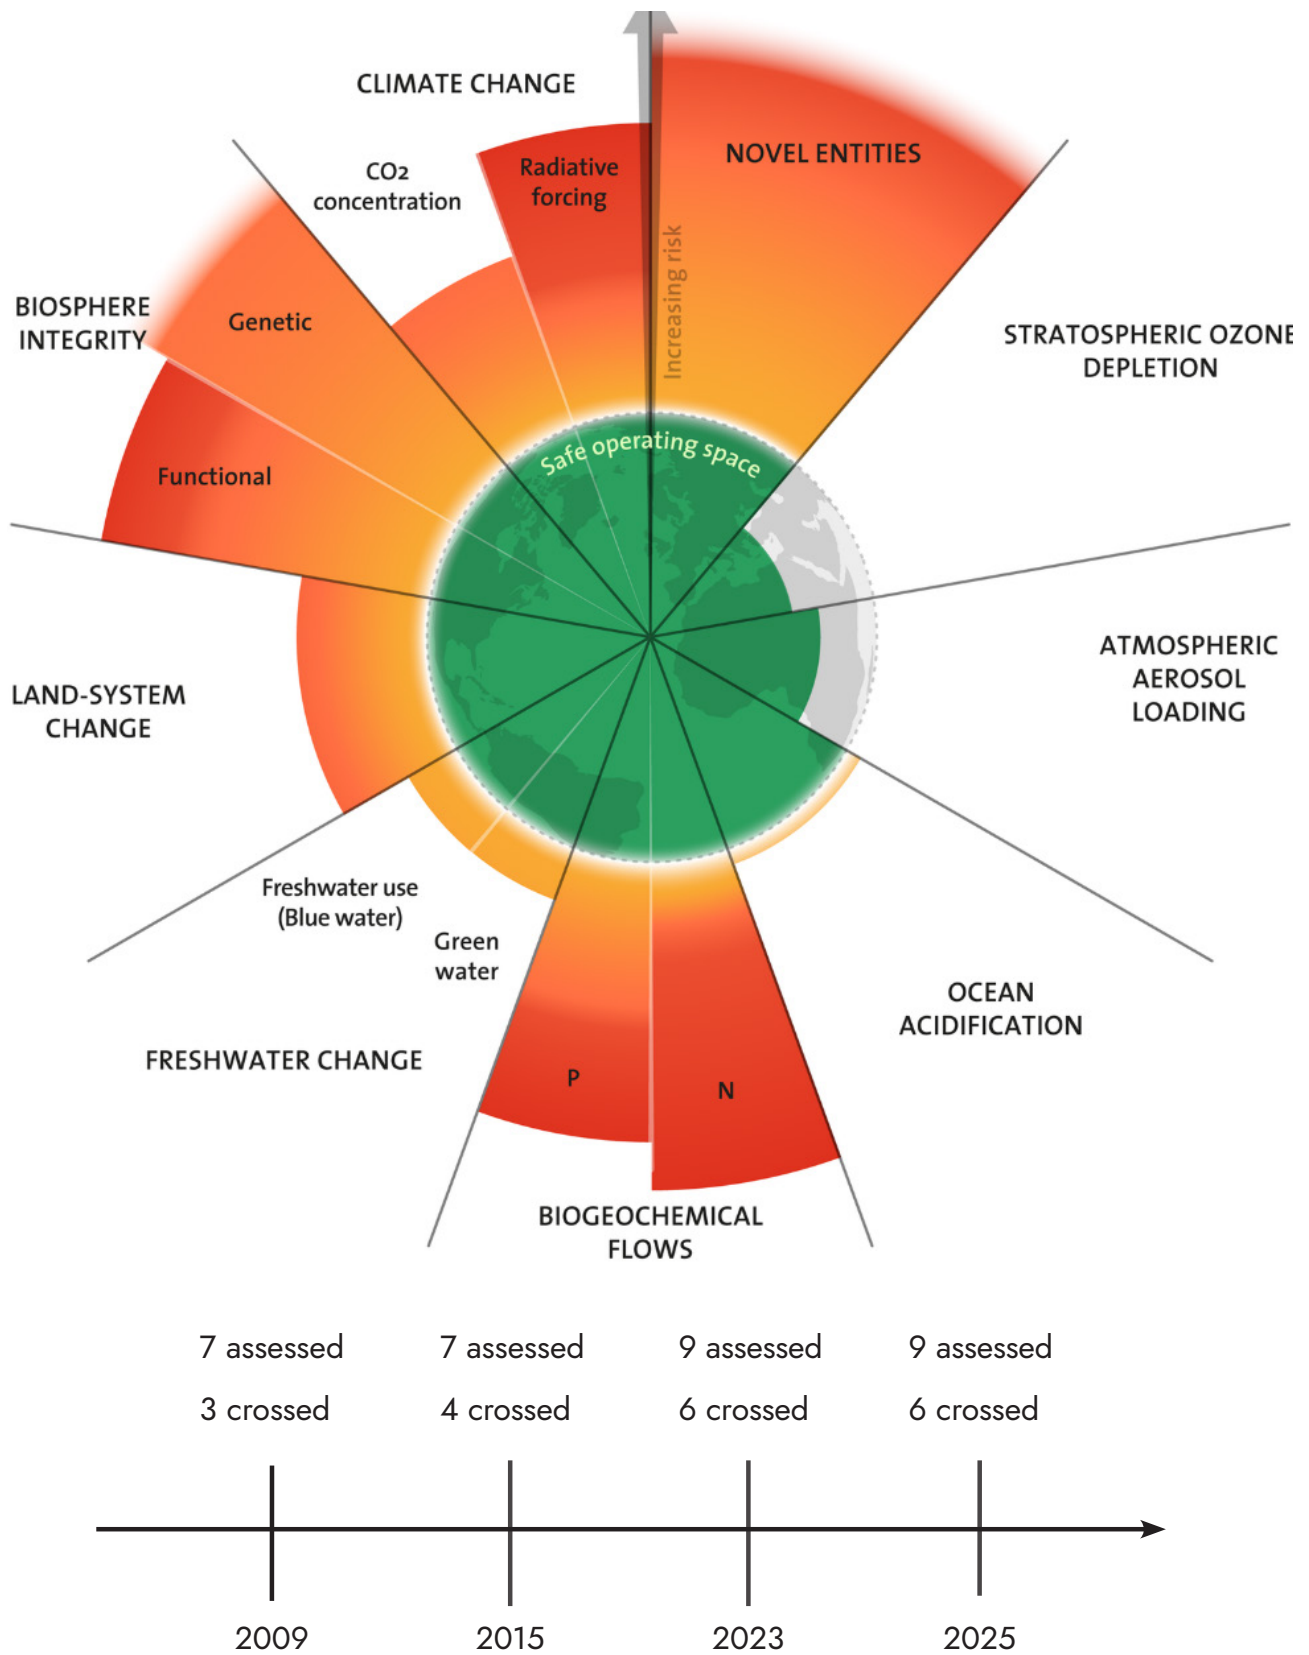 CLIMATE CHANGE
CO2
concentration
Radiative
forcing
NOVEL ENTITIES
Increasing risk
BIOSPHERE
INTEGRITY
Genetic
Functional
STRATOSPHERIC OZONE
DEPLETION
Safe operating space
ATMOSPHERIC
AEROSOL
LOADING
LAND-SYSTEM
CHANGE
Freshwater use
(Blue water)
Green
water
FRESHWATER CHANGE
OCEAN
ACIDIFICATION
P
N
BIOGEOCHEMICAL
FLOWS
7 assessed
3 crossed
7 assessed
4 crossed
9 assessed
6 crossed
9 assessed
6 crossed
2009
2015
2023
2025